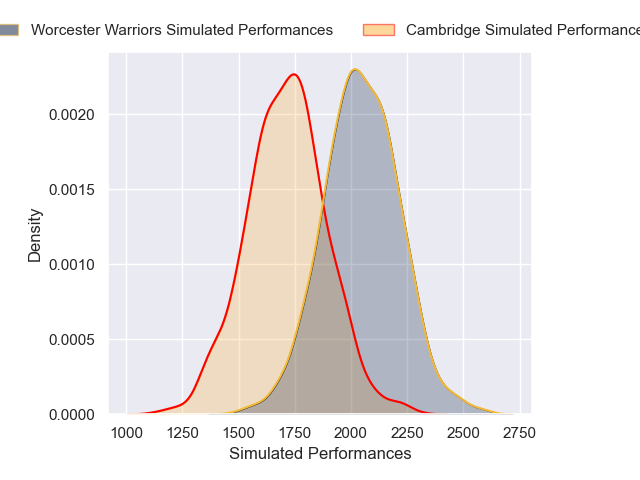 Worcester Warriors Simulated Performances
Cambridge Simulated Performance
0.0020
0.0015
0.0010
0.0005
0.0000
Density
1000 1250 1500 1750 2000 2250 2500 2750
Simulated Performances